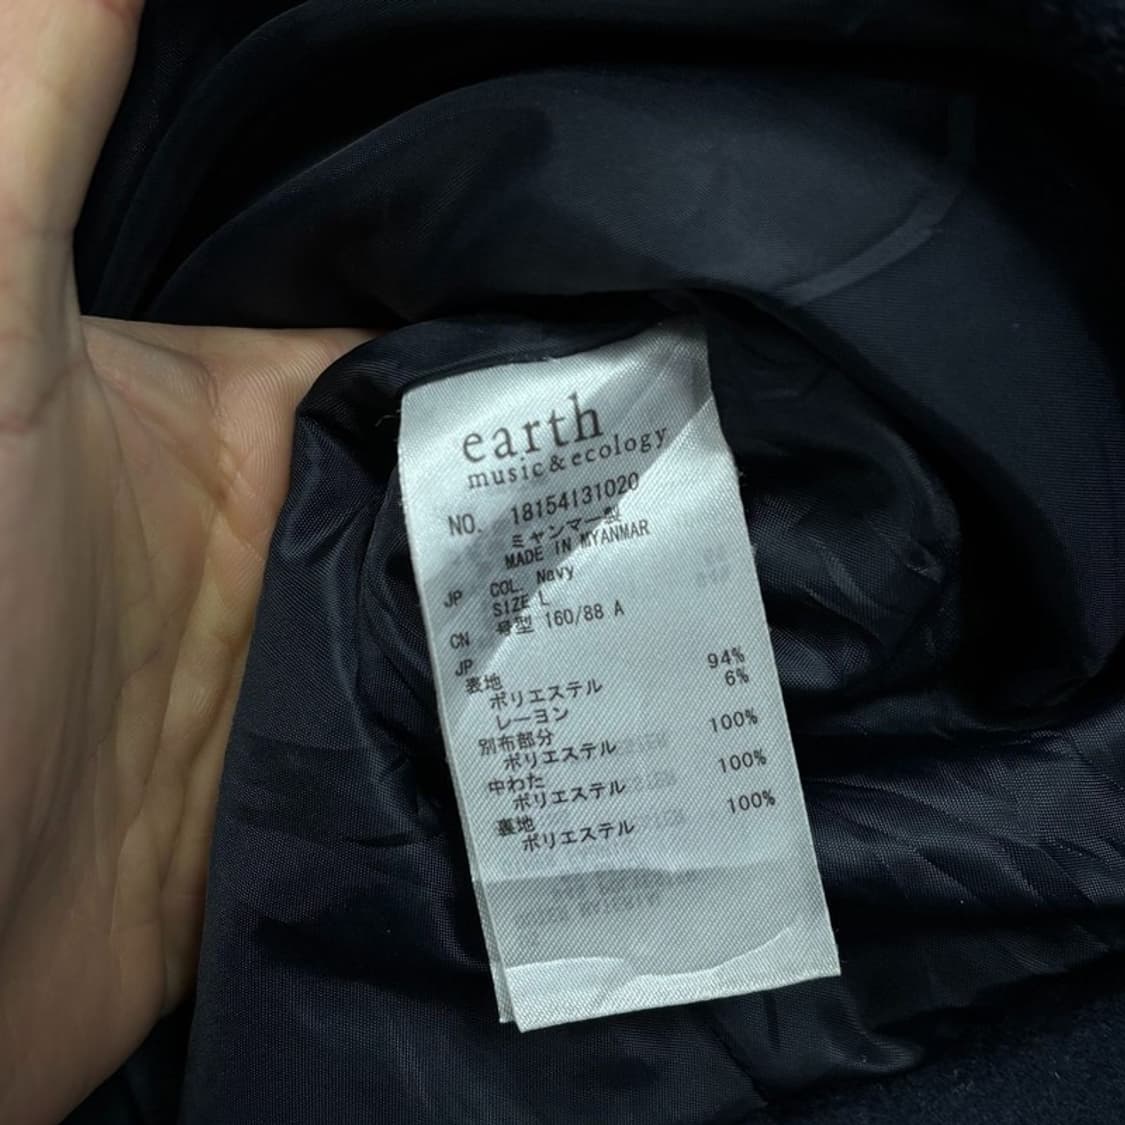 earth
music&ecology
NO. 18154131020
ミャンマー製
MADE IN MYANMAR
JP COL. Navy
SIZE L
CN 号型 160/88 A
JP
表地
ポリエステル 94%
レーヨン 6%
別布部分
ポリエステル 100%
中わた
ポリエステル 100%
裏地
ポリエステル 100%